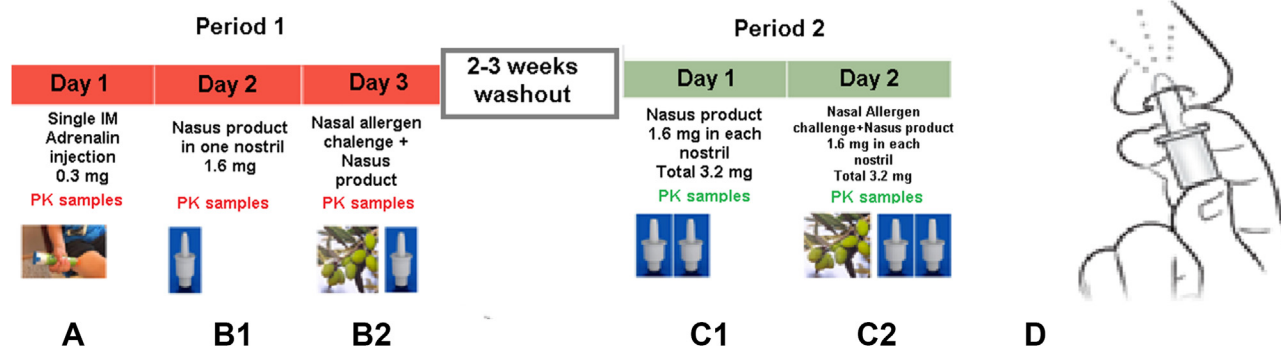 Period 1
Day 1
Day 2
Day 3
Single IM
Adrenalin
injection
0.3 mg
PK samples
Nasus product
in one nostril
1.6 mg
PK samples
Nasal allergen
chalenge +
Nasus
product
PK samples
2-3 weeks
washout
Period 2
Day 1
Day 2
Nasus product
1.6 mg in each
nostril
Total 3.2 mg
PK samples
Nasal Allergen
challenge+Nasus product
1.6 mg in each
nostril
Total 3.2 mg
PK samples
A
B1
B2
C1
C2
D